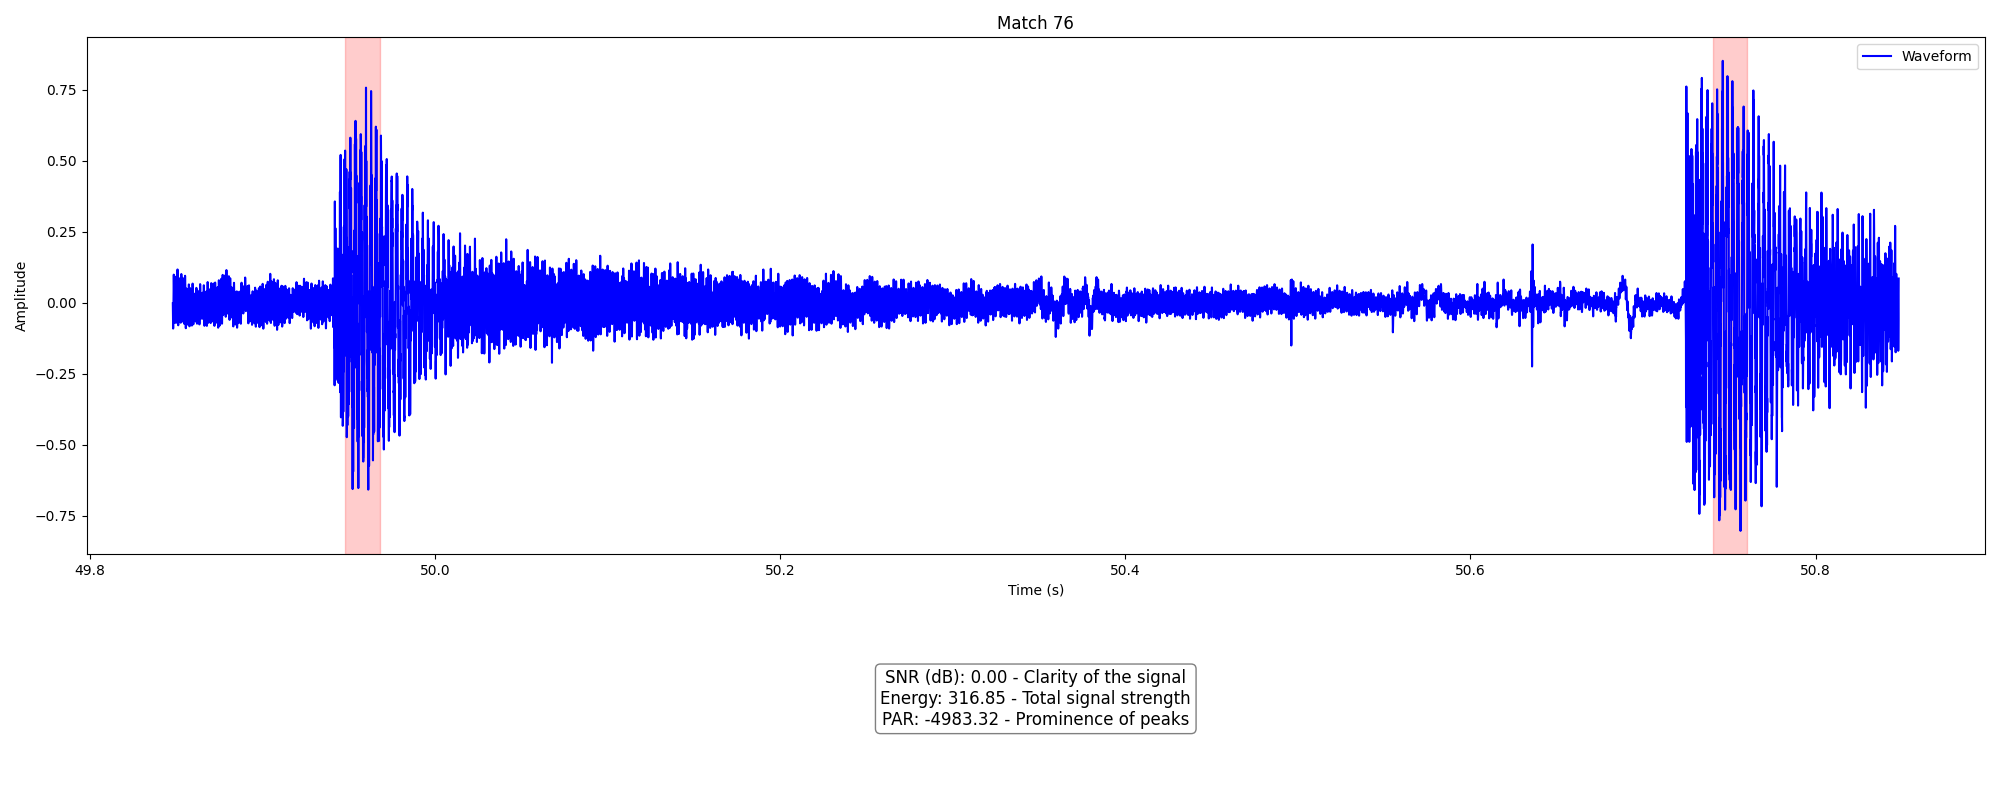 Match 76
Waveform
Amplitude
0.75
0.50
0.25
0.00
−0.25
−0.50
−0.75
49.8 50.0 50.2 50.4 50.6 50.8
Time (s)
SNR (dB): 0.00 - Clarity of the signal
Energy: 316.85 - Total signal strength
PAR: -4983.32 - Prominence of peaks